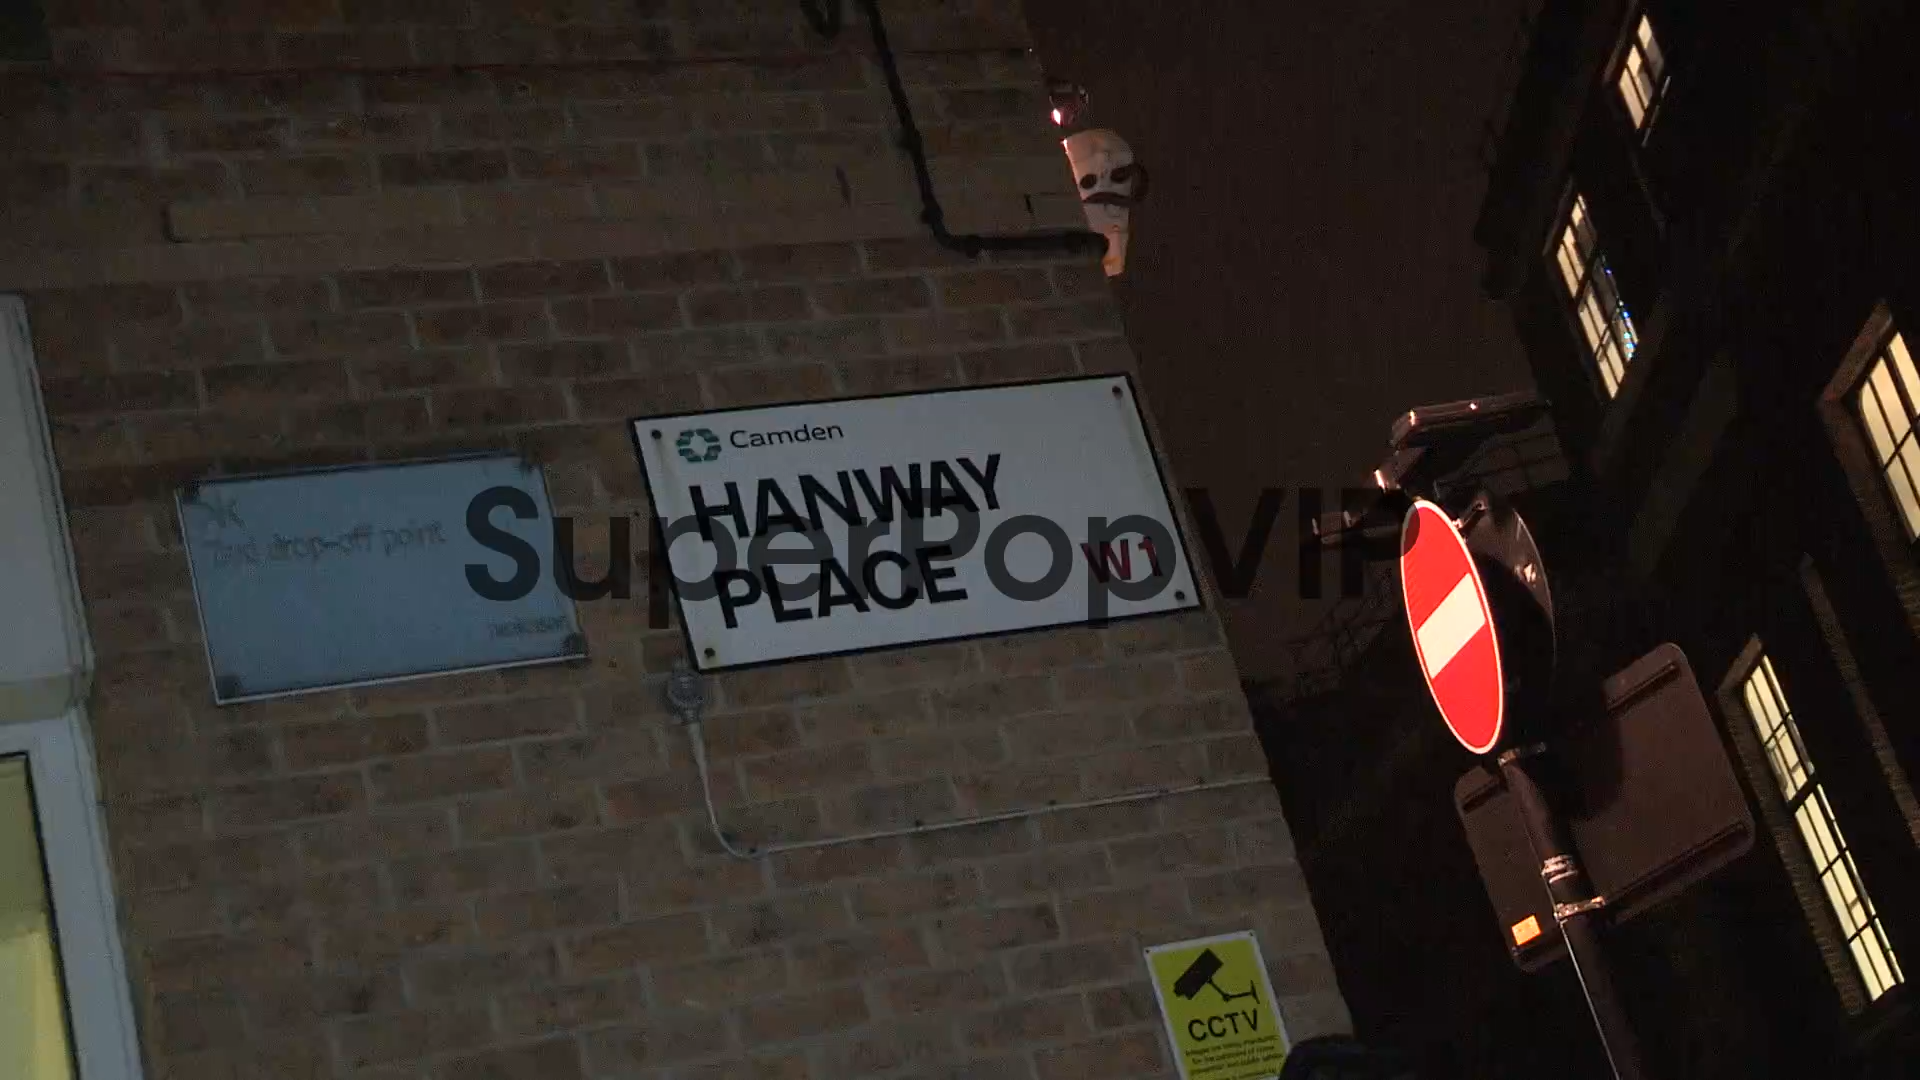 Camden
HANWAY
PLACE
W1
Taxi drop-off point
SuperPopVIP
CCTV